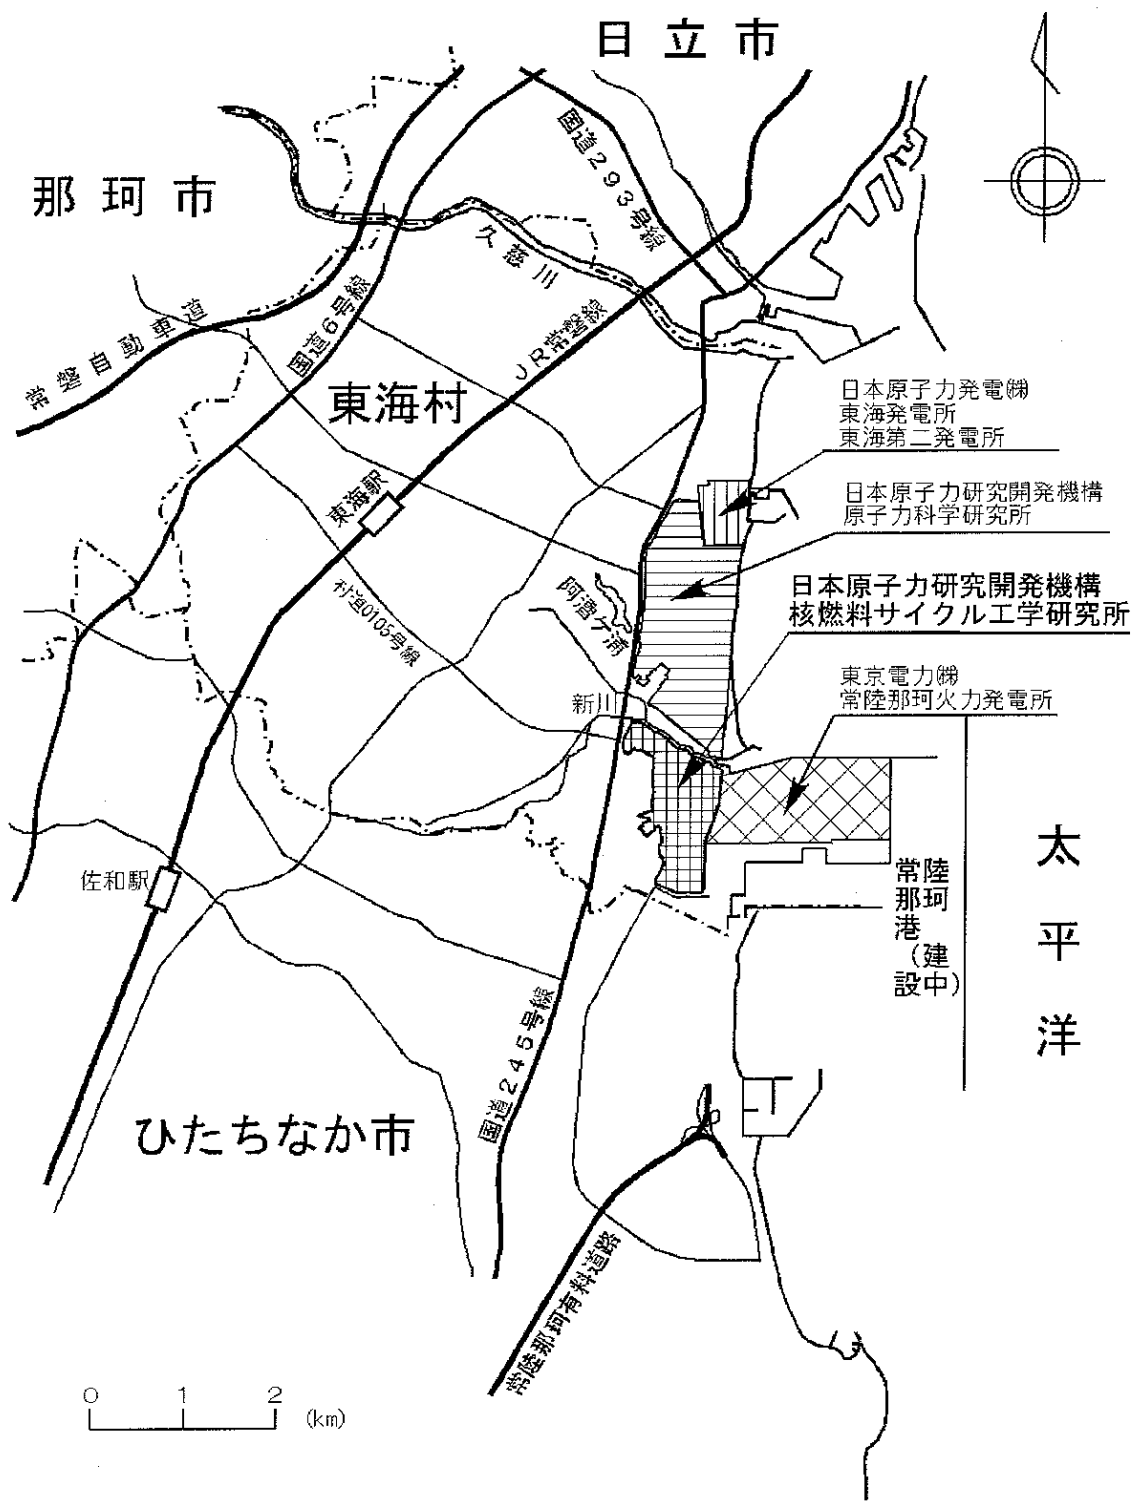 日立市
那珂市
国道293号線
久慈川
常磐自動車道
国道6号線
JR常磐線
東海村
日本原子力発電㈱
東海発電所
東海第二発電所
東海駅
日本原子力研究開発機構
原子力科学研究所
日本原子力研究開発機構
核燃料サイクル工学研究所
阿漕ケ浦
村道0105号線
東京電力㈱
常陸那珂火力発電所
新川
太平洋
佐和駅
常陸
那珂
港
(建
設中)
国道245号線
ひたちなか市
常陸那珂有料道路
0 1 2
(km)